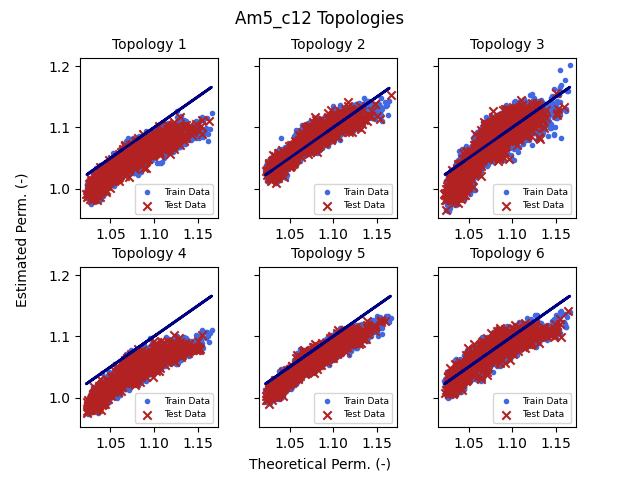 Am5_c12 Topologies
Topology 1
Topology 2
Topology 3
1.2
1.1
1.0
Train Data
Test Data
Train Data
Test Data
Train Data
Test Data
1.05 1.10 1.15
1.05 1.10 1.15
1.05 1.10 1.15
Estimated Perm. (-)
Topology 4
Topology 5
Topology 6
1.2
1.1
1.0
Train Data
Test Data
Train Data
Test Data
Train Data
Test Data
1.05 1.10 1.15
1.05 1.10 1.15
1.05 1.10 1.15
Theoretical Perm. (-)